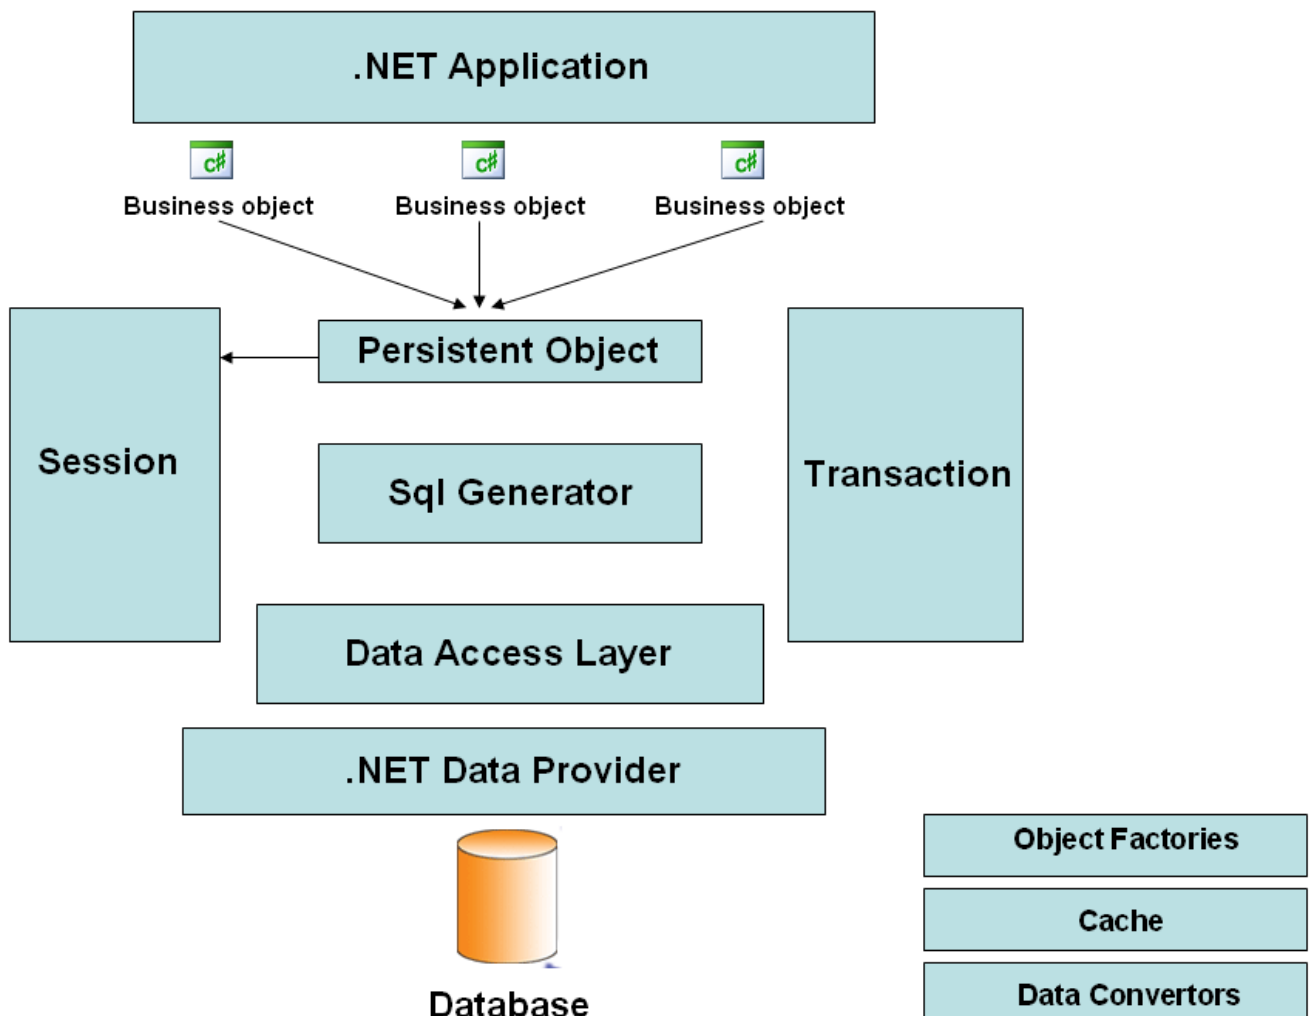 .NET Application
C# C# C#
Business object Business object Business object
Persistent Object
Session
Sql Generator
Transaction
Data Access Layer
.NET Data Provider
Object Factories
Cache
Data Convertors
Database